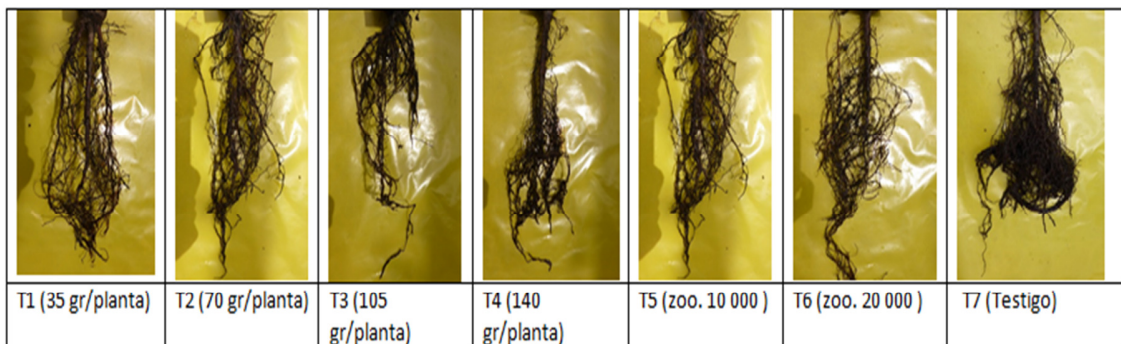 T1 (35 gr/planta)
T2 (70 gr/planta)
T3 (105
gr/planta)
T4 (140
gr/planta)
T5 (zoo. 10 000 )
T6 (zoo. 20 000 )
T7 (Testigo)